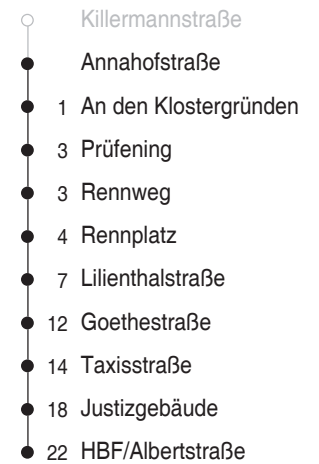 Killermannstraße
Annahofstraße
1 An den Klostergründen
3 Prüfening
3 Rennweg
4 Rennplatz
7 Lilienthalstraße
12 Goethestraße
14 Taxisstraße
18 Justizgebäude
22 HBF/Albertstraße